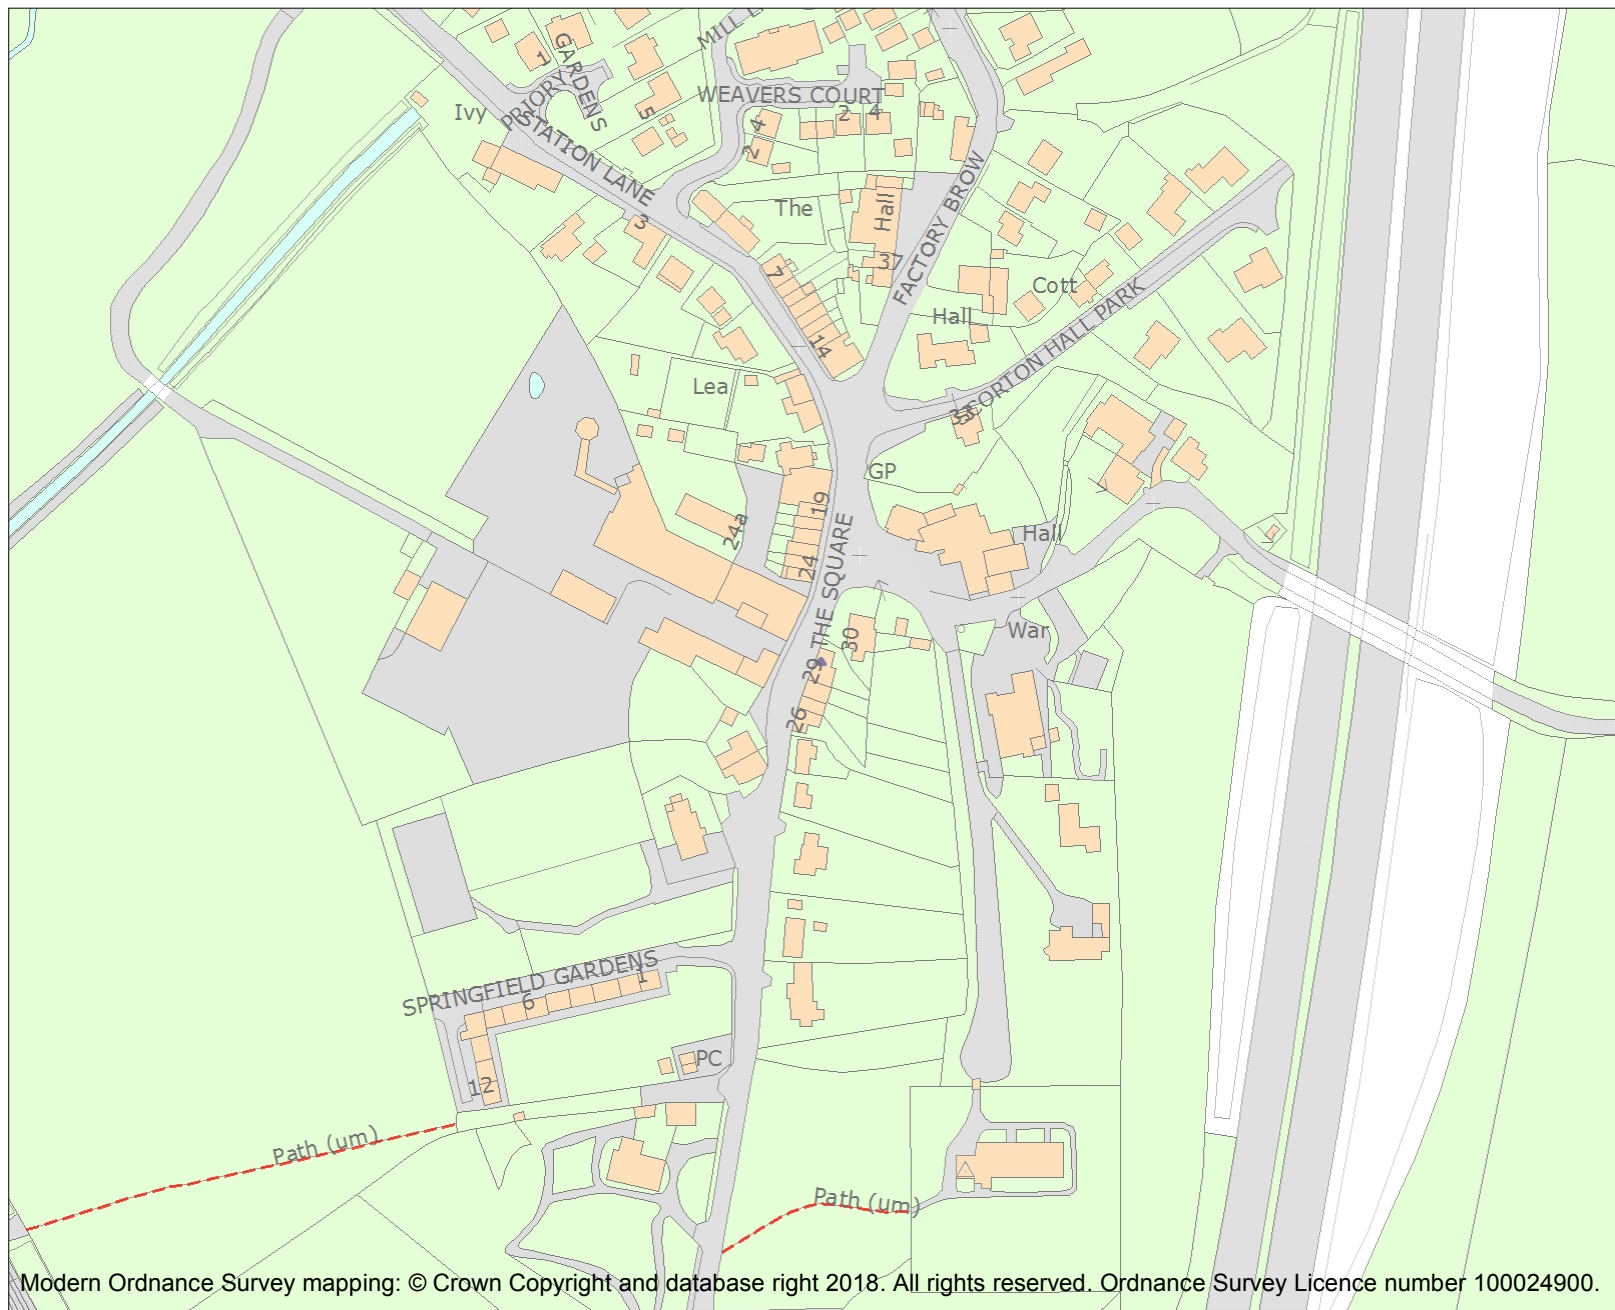 MILL L
GARDENS
1
PRIORY
Ivy
5
WEAVERS COURT
2 4
4
2
STATION LANE
3
The
Hall
37
FACTORY BROW
7
Cott
Hall
14
SCORTON HALL PARK
33
Lea
GP
19
24a
24
THE SQUARE
Hall
War
30
29
26
SPRINGFIELD GARDENS
1
6
12
PC
Path (um)
Path (um)
Modern Ordnance Survey mapping: © Crown Copyright and database right 2018. All rights reserved. Ordnance Survey Licence number 100024900.